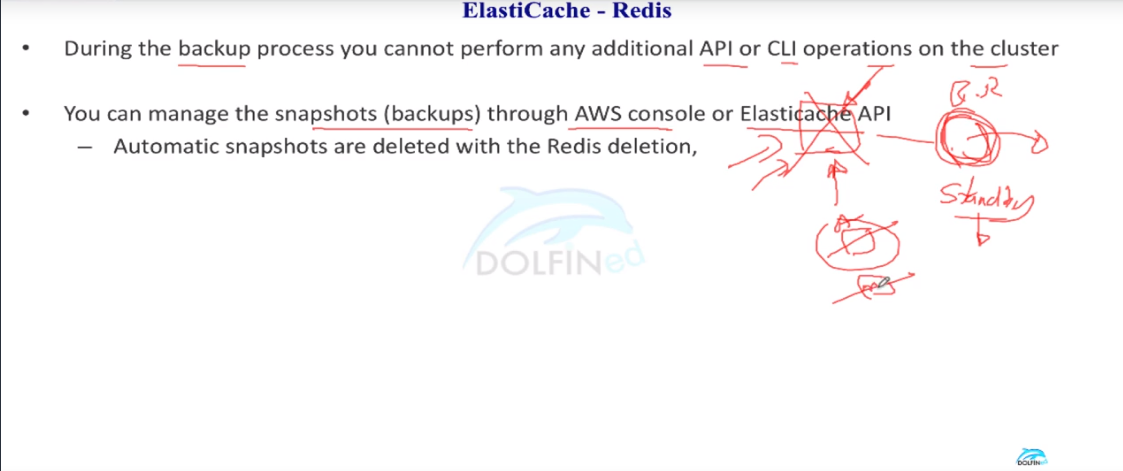 ElastiCache - Redis
• During the backup process you cannot perform any additional API or CLI operations on the cluster
• You can manage the snapshots (backups) through AWS console or Elasticache API
– Automatic snapshots are deleted with the Redis deletion,
Standby
DOLFINed
DOLFINed